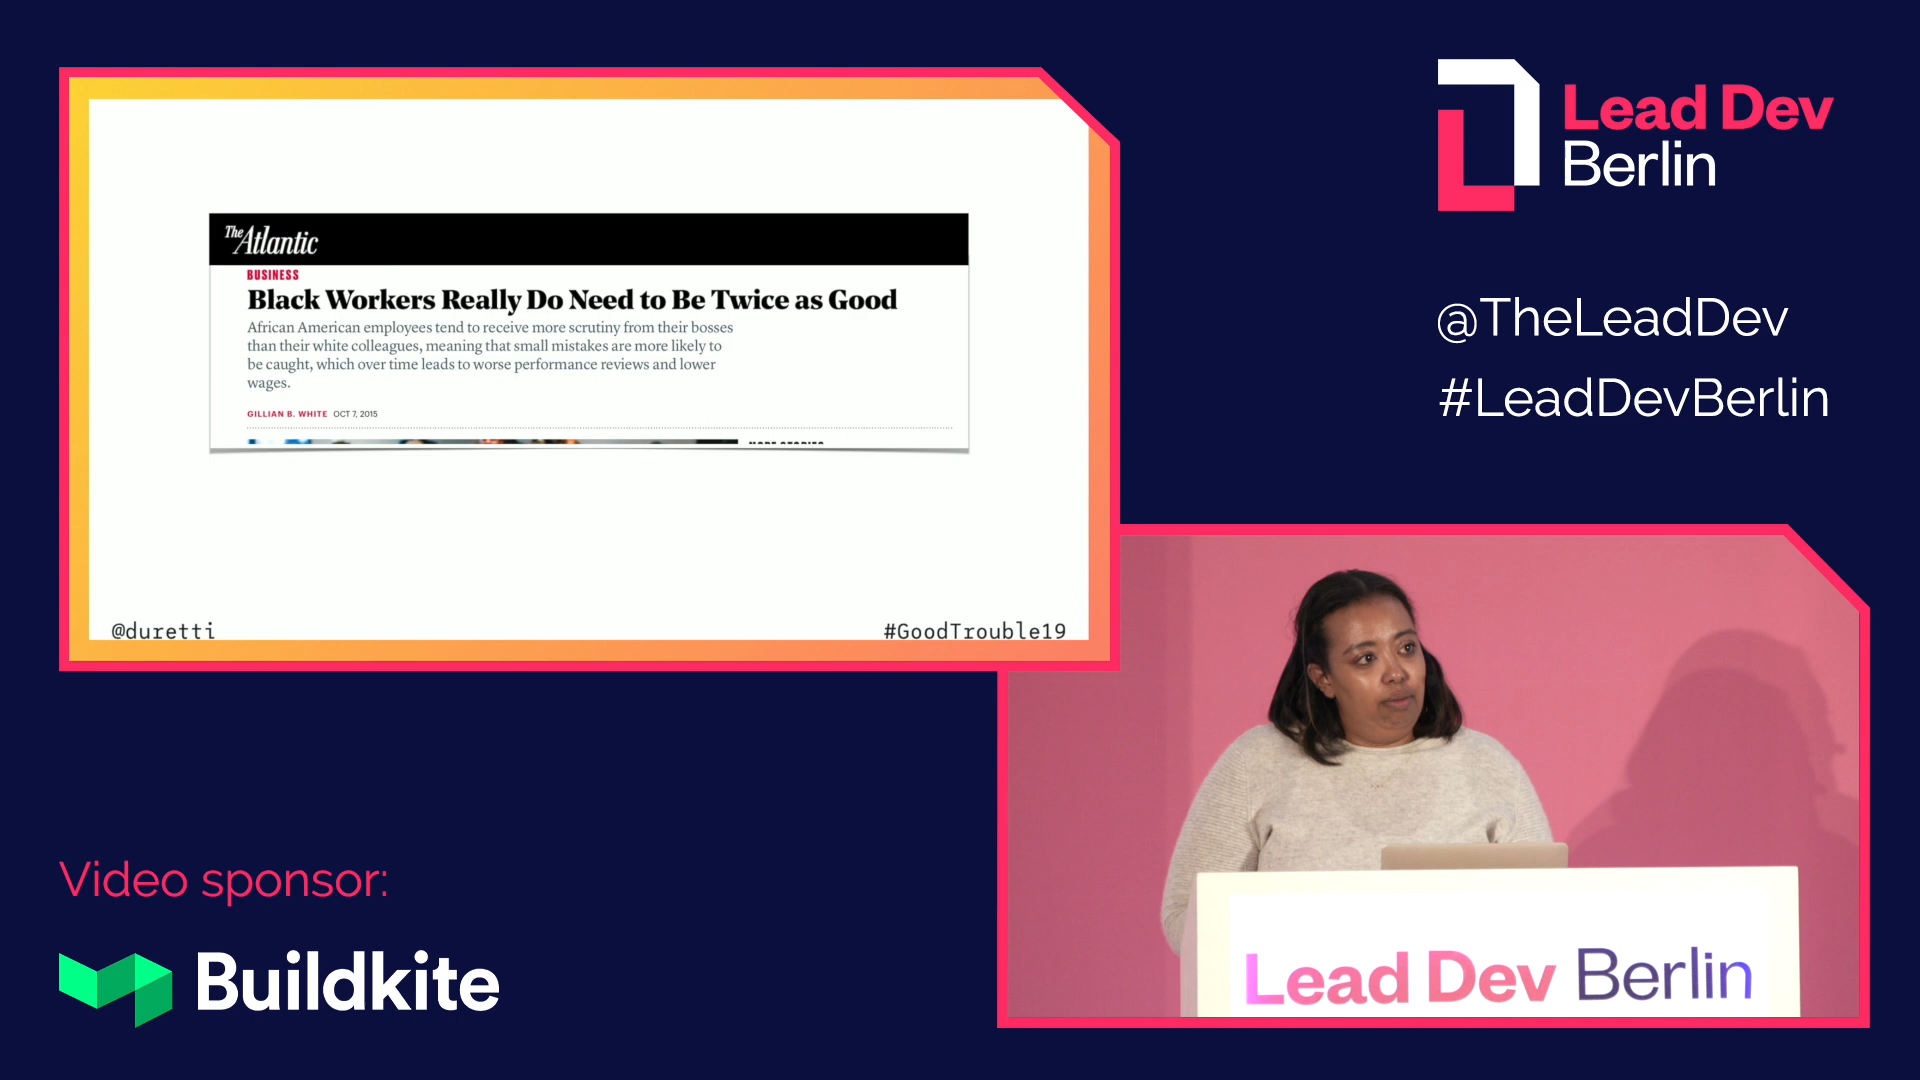 The Atlantic
BUSINESS
Black Workers Really Do Need to Be Twice as Good
African American employees tend to receive more scrutiny from their bosses
than their white colleagues, meaning that small mistakes are more likely to
be caught, which over time leads to worse performance reviews and lower
wages.
GILLIAN B. WHITE OCT 7, 2015
@duretti
#GoodTrouble19
Lead Dev
Berlin
@TheLeadDev
#LeadDevBerlin
Video sponsor:
Buildkite
Lead Dev Berlin